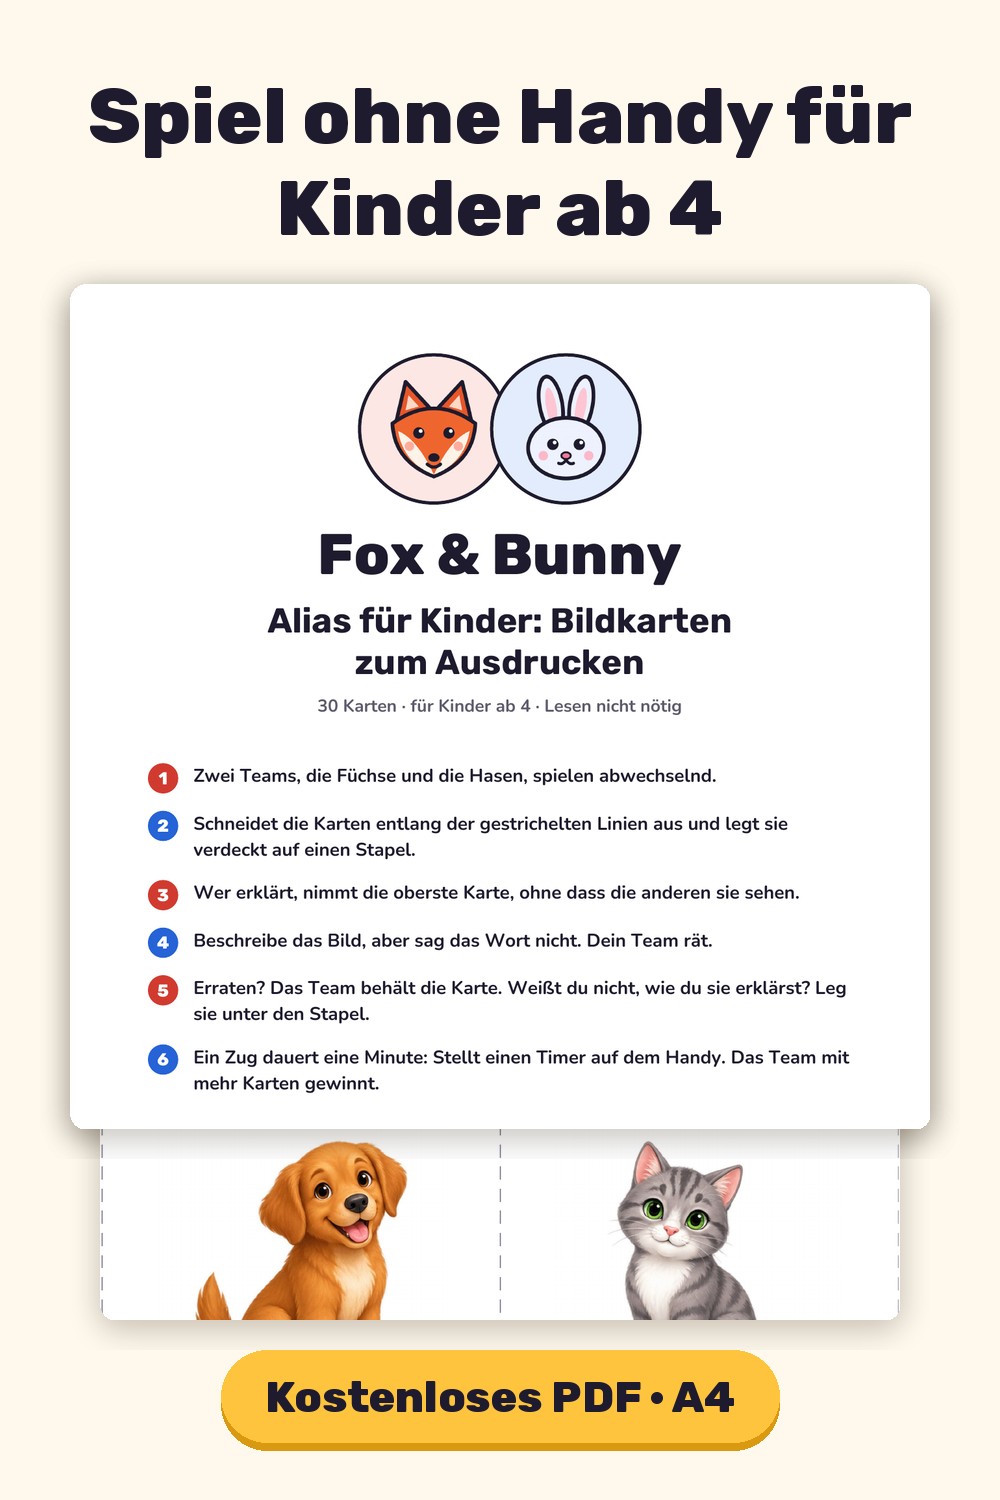 Spiel ohne Handy für
Kinder ab 4
Fox & Bunny
Alias für Kinder: Bildkarten
zum Ausdrucken
30 Karten · für Kinder ab 4 · Lesen nicht nötig
1 Zwei Teams, die Füchse und die Hasen, spielen abwechselnd.
2 Schneidet die Karten entlang der gestrichelten Linien aus und legt sie
verdeckt auf einen Stapel.
3 Wer erklärt, nimmt die oberste Karte, ohne dass die anderen sie sehen.
4 Beschreibe das Bild, aber sag das Wort nicht. Dein Team rät.
5 Erraten? Das Team behält die Karte. Weißt du nicht, wie du sie erklärst? Leg
sie unter den Stapel.
6 Ein Zug dauert eine Minute: Stellt einen Timer auf dem Handy. Das Team mit
mehr Karten gewinnt.
Kostenloses PDF • A4